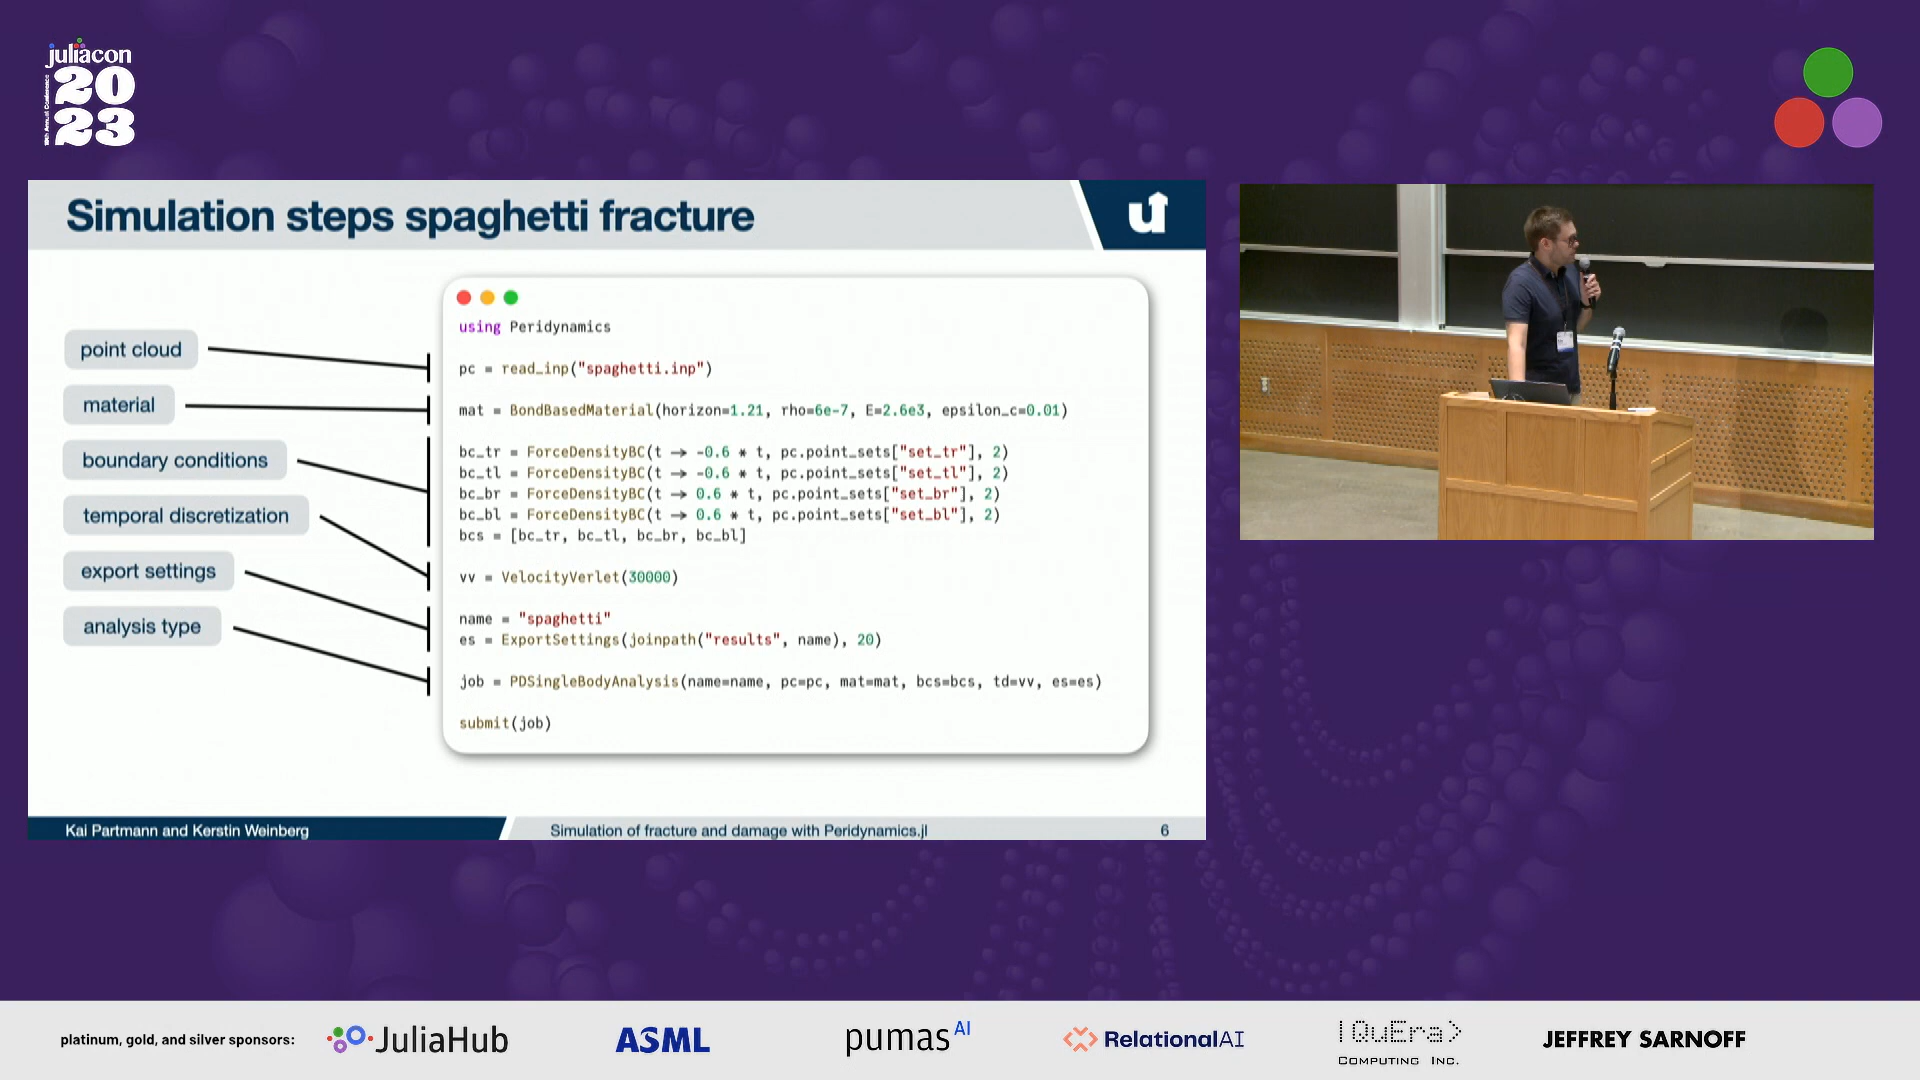 juliacon
2023
Simulation steps spaghetti fracture
point cloud
material
boundary conditions
temporal discretization
export settings
analysis type
using Peridynamics
pc = read_inp("spaghetti.inp")
mat = BondBasedMaterial(horizon=1.21, rho=6e-7, E=2.6e3, epsilon_c=0.01)
bc_tr = ForceDensityBC(t → -0.6 * t, pc.point_sets["set_tr"], 2)
bc_tl = ForceDensityBC(t → -0.6 * t, pc.point_sets["set_tl"], 2)
bc_br = ForceDensityBC(t → 0.6 * t, pc.point_sets["set_br"], 2)
bc_bl = ForceDensityBC(t → 0.6 * t, pc.point_sets["set_bl"], 2)
bcs = [bc_tr, bc_tl, bc_br, bc_bl]
vv = VelocityVerlet(30000)
name = "spaghetti"
es = ExportSettings(joinpath("results", name), 20)
job = PDSingleBodyAnalysis(name=name, pc=pc, mat=mat, bcs=bcs, td=vv, es=es)
submit(job)
Kai Partmann and Kerstin Weinberg
Simulation of fracture and damage with Peridynamics.jl
6
platinum, gold, and silver sponsors:
JuliaHub
ASML
pumasAI
RelationalAI
|QuEra>
COMPUTING INC.
JEFFREY SARNOFF